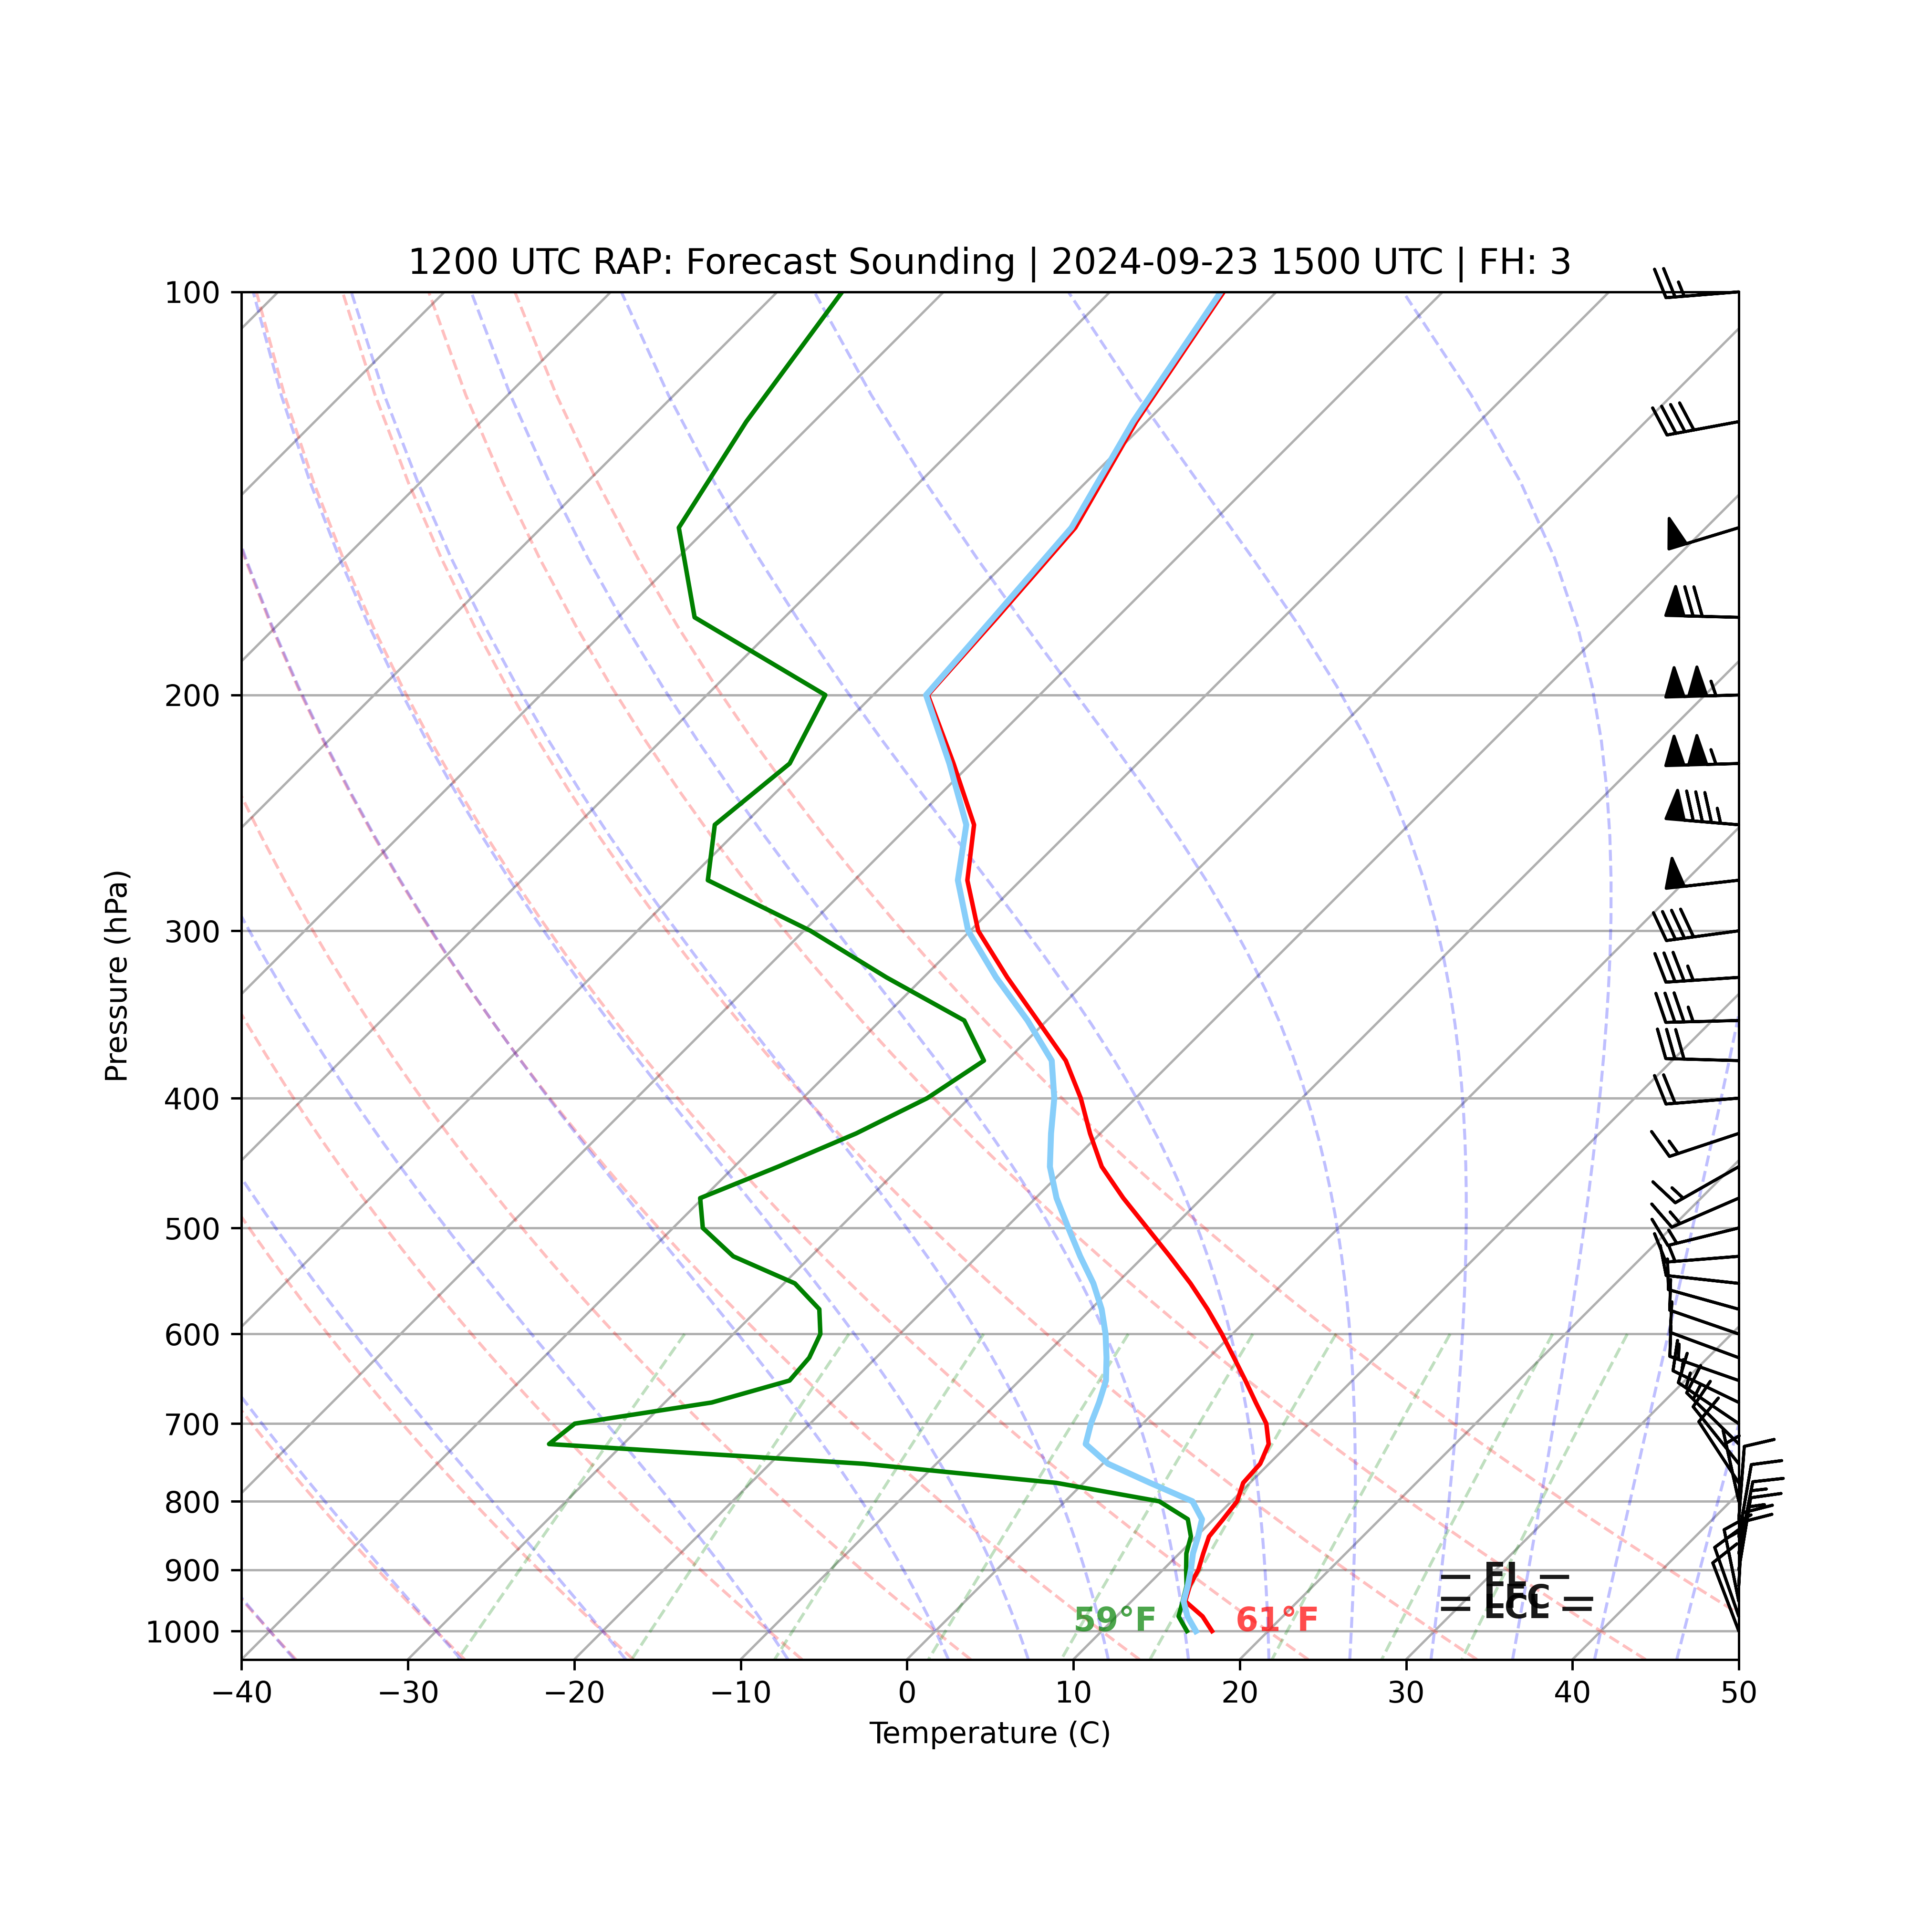 1200 UTC RAP: Forecast Sounding | 2024-09-23 1500 UTC | FH: 3
100
200
300
400
500
600
700
800
900
1000
Pressure (hPa)
— EL —
= LFC =
= LCL =
59°F 61°F
−40 −30 −20 −10 0 10 20 30 40 50
Temperature (C)